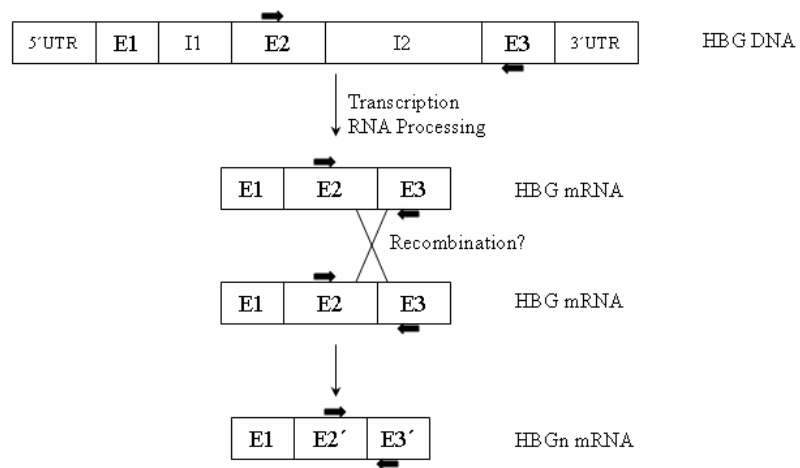 5´UTR E1 I1 E2 I2 E3 3´UTR HBG DNA
Transcription
RNA Processing
E1 E2 E3 HBG mRNA
Recombination?
E1 E2 E3 HBG mRNA
E1 E2´ E3´ HBGn mRNA